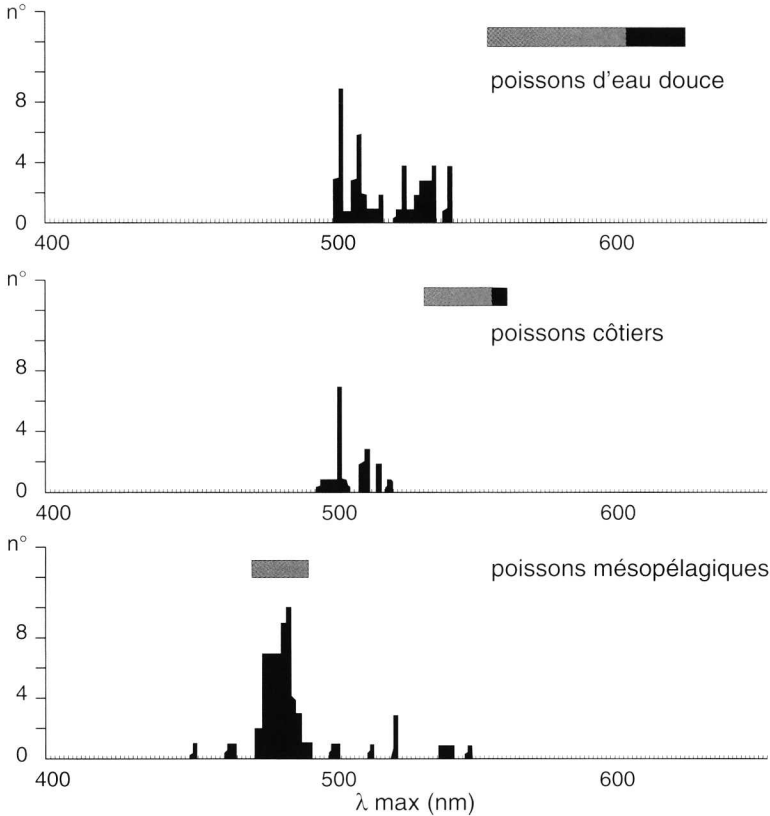 n°
poissons d'eau douce
8
4
0
400 500 600
n°
poissons côtiers
8
4
0
400 500 600
n°
poissons mésopélagiques
8
4
0
400 500 600
λ max (nm)